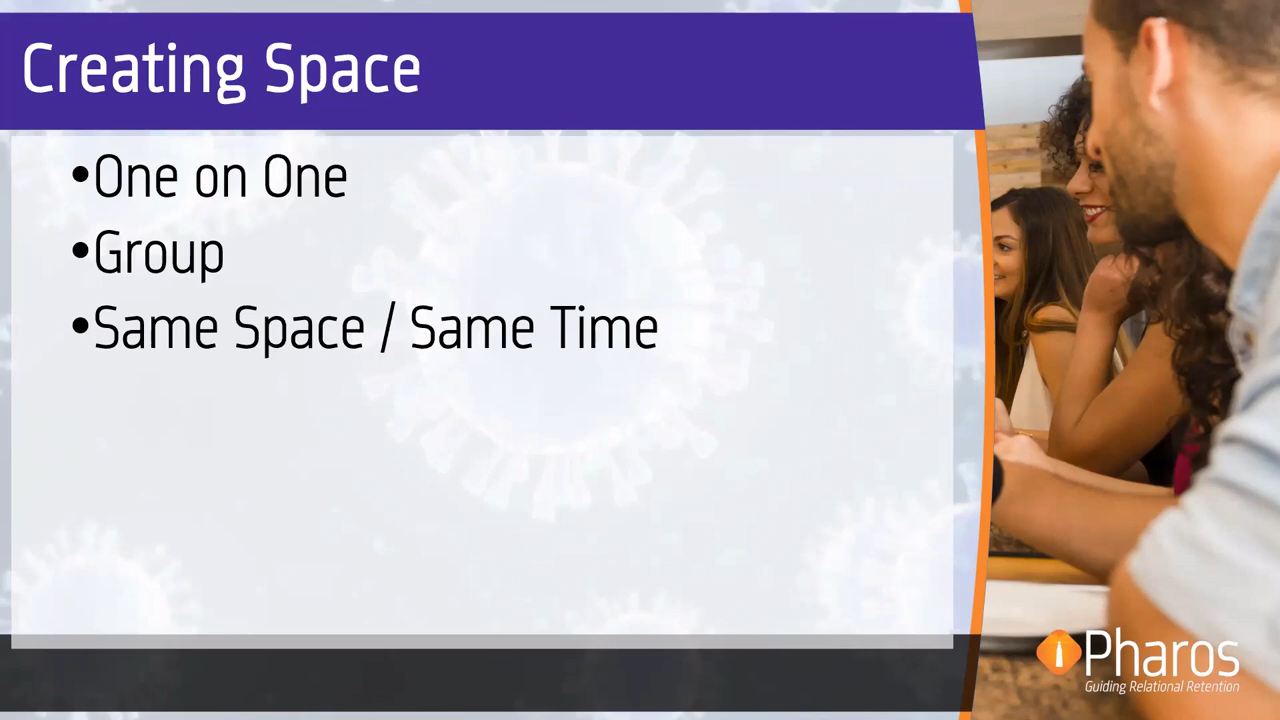 Creating Space
•One on One
•Group
•Same Space / Same Time
Pharos
Guiding Relational Retention